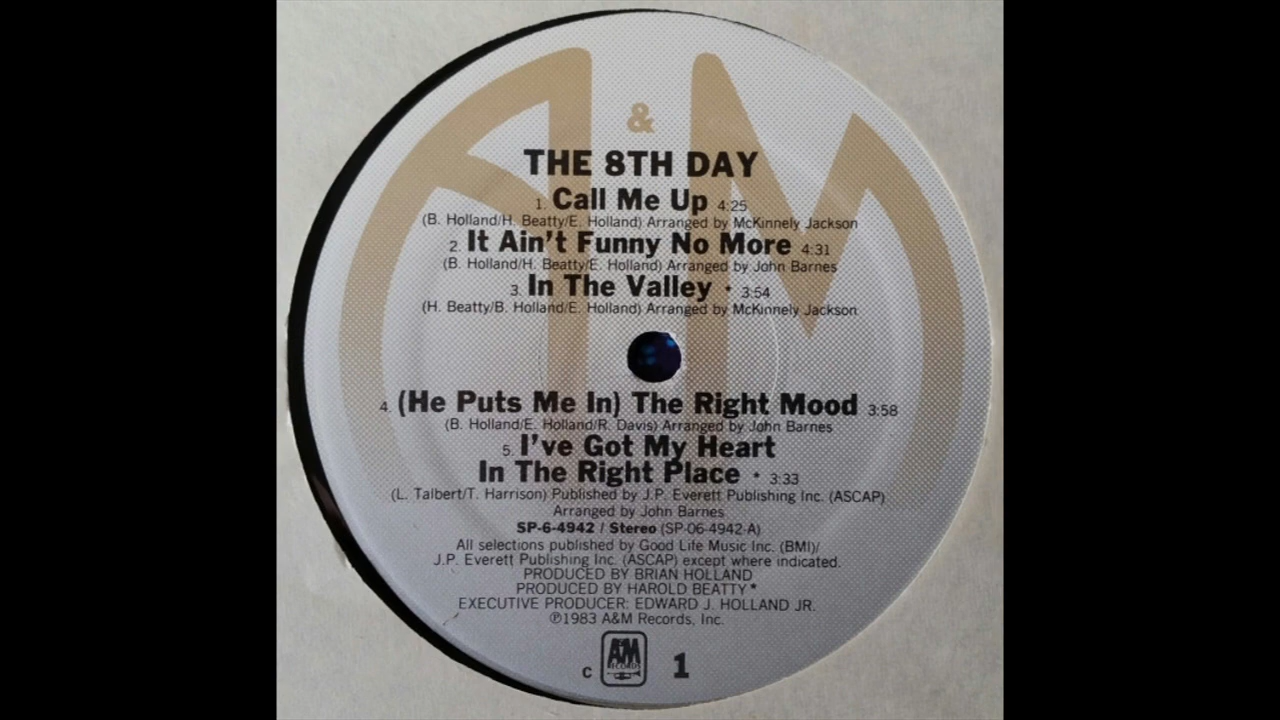 A & M
THE 8TH DAY
1. Call Me Up 4:25
(B. Holland/H. Beatty/E. Holland) Arranged by McKinnely Jackson
2. It Ain't Funny No More 4:31
(B. Holland/H. Beatty/E. Holland) Arranged by John Barnes
3. In The Valley * 3:54
(H. Beatty/B. Holland/E. Holland) Arranged by McKinnely Jackson
4. (He Puts Me In) The Right Mood 3:58
(B. Holland/E. Holland/R. Davis) Arranged by John Barnes
5. I've Got My Heart
In The Right Place * 3:33
(L. Talbert/T. Harrison) Published by J.P. Everett Publishing Inc. (ASCAP)
Arranged by John Barnes
SP-6-4942 / Stereo (SP-06-4942-A)
All selections published by Good Life Music Inc. (BMI)/
J.P. Everett Publishing Inc. (ASCAP) except where indicated.
PRODUCED BY BRIAN HOLLAND
PRODUCED BY HAROLD BEATTY*
EXECUTIVE PRODUCER: EDWARD J. HOLLAND JR.
℗1983 A&M Records, Inc.
C A&M RECORDS 1